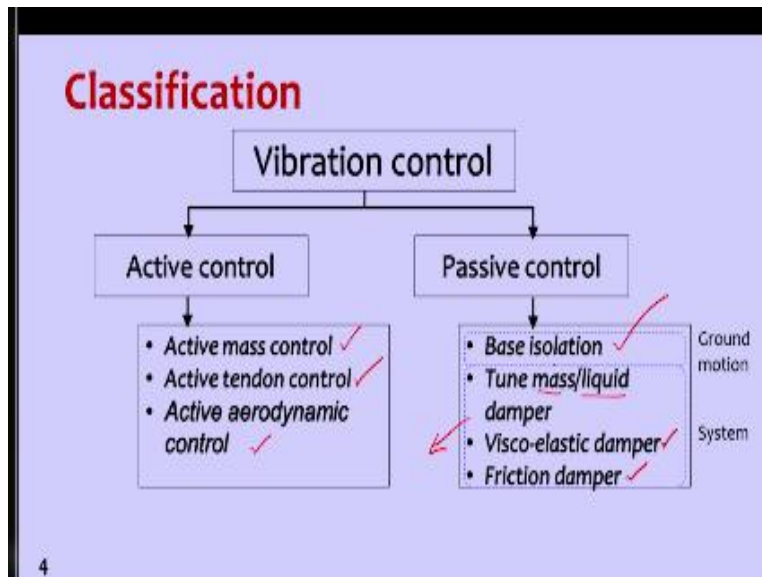 Classification
Vibration control
Active control
Passive control
• Active mass control
• Active tendon control
• Active aerodynamic
control
• Base isolation
• Tune mass/liquid
damper
• Visco-elastic damper
• Friction damper
Ground
motion
System
4